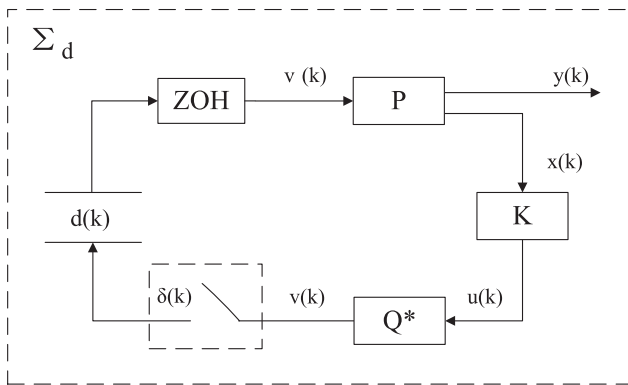 Σ d
v (k)
y(k)
ZOH
P
x(k)
d(k)
K
δ(k)
v(k)
u(k)
Q*